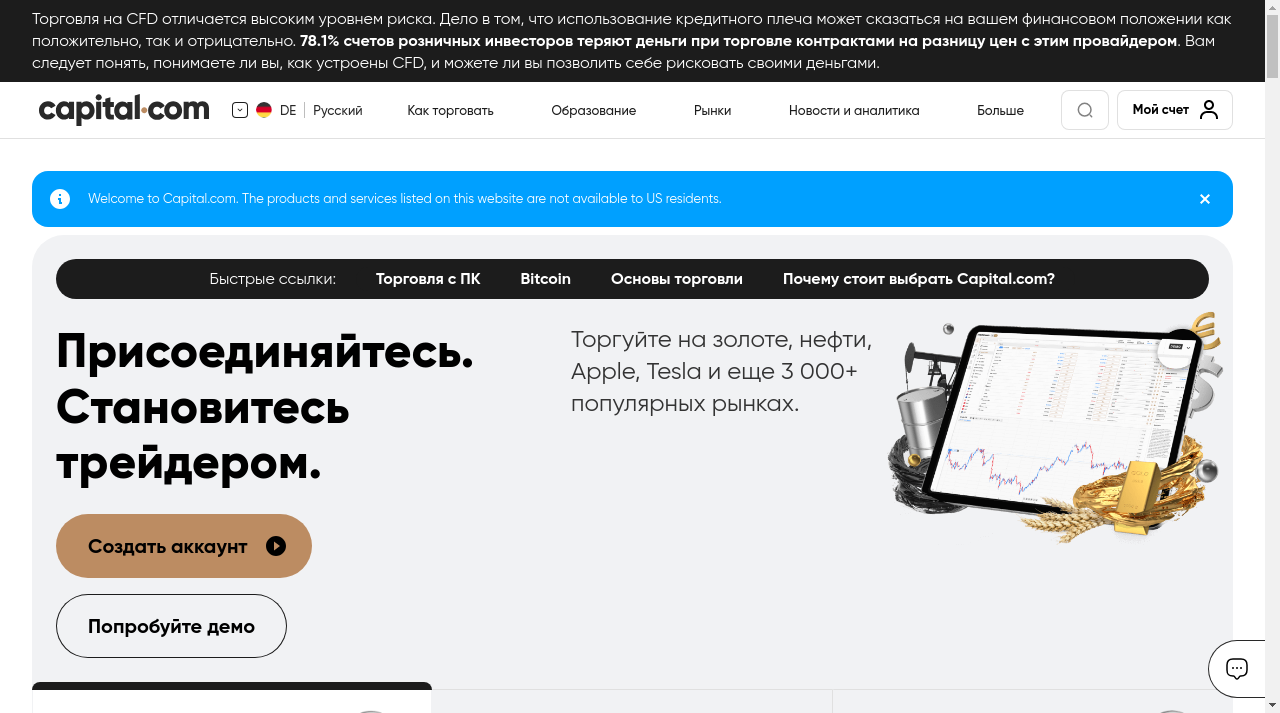 Торговля на CFD отличается высоким уровнем риска. Дело в том, что использование кредитного плеча может сказаться на вашем финансовом положении как
положительно, так и отрицательно. 78.1% счетов розничных инвесторов теряют деньги при торговле контрактами на разницу цен с этим провайдером. Вам
следует понять, понимаете ли вы, как устроены CFD, и можете ли вы позволить себе рисковать своими деньгами.
capital.com DE Русский Как торговать Образование Рынки Новости и аналитика Больше Мой счет
Welcome to Capital.com. The products and services listed on this website are not available to US residents.
Быстрые ссылки: Торговля с ПК Bitcoin Основы торговли Почему стоит выбрать Capital.com?
Присоединяйтесь.
Становитесь
трейдером.
Торгуйте на золоте, нефти,
Apple, Tesla и еще 3 000+
популярных рынках.
Создать аккаунт
Попробуйте демо